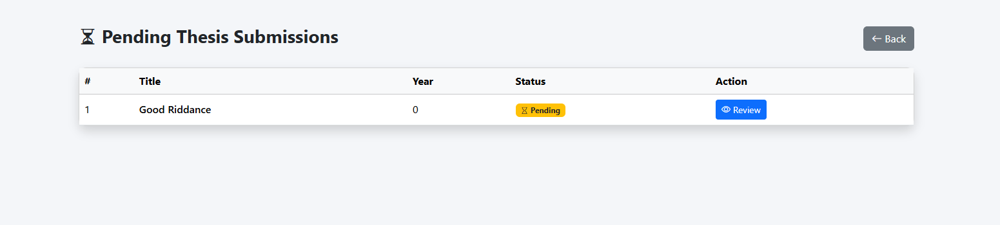 Pending Thesis Submissions
← Back
# Title Year Status Action
1 Good Riddance 0 Pending Review